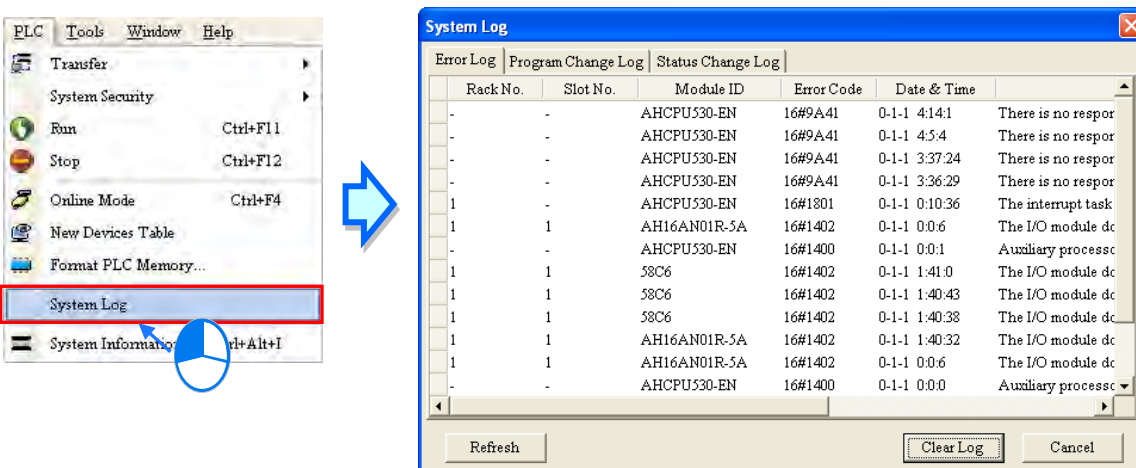 PLC Tools Window Help
Transfer
System Security
Run Ctrl+F11
Stop Ctrl+F12
Online Mode Ctrl+F4
New Devices Table
Format PLC Memory...
System Log
System Informatio rl+Alt+I
System Log
Error Log Program Change Log Status Change Log
Rack No. Slot No. Module ID Error Code Date & Time
- - AHCPU530-EN 16#9A41 0-1-1 4:14:1 There is no respor
- - AHCPU530-EN 16#9A41 0-1-1 4:5:4 There is no respor
- - AHCPU530-EN 16#9A41 0-1-1 3:37:24 There is no respor
- - AHCPU530-EN 16#9A41 0-1-1 3:36:29 There is no respor
1 - AHCPU530-EN 16#1801 0-1-1 0:10:36 The interrupt task
1 1 AH16AN01R-5A 16#1402 0-1-1 0:0:6 The I/O module do
- - AHCPU530-EN 16#1400 0-1-1 0:0:1 Auxiliary processo
1 1 58C6 16#1402 0-1-1 1:41:0 The I/O module do
1 1 58C6 16#1402 0-1-1 1:40:43 The I/O module do
1 1 58C6 16#1402 0-1-1 1:40:38 The I/O module do
1 1 AH16AN01R-5A 16#1402 0-1-1 1:40:32 The I/O module do
1 1 AH16AN01R-5A 16#1402 0-1-1 0:0:6 The I/O module do
- - AHCPU530-EN 16#1400 0-1-1 0:0:0 Auxiliary processo
Refresh Clear Log Cancel